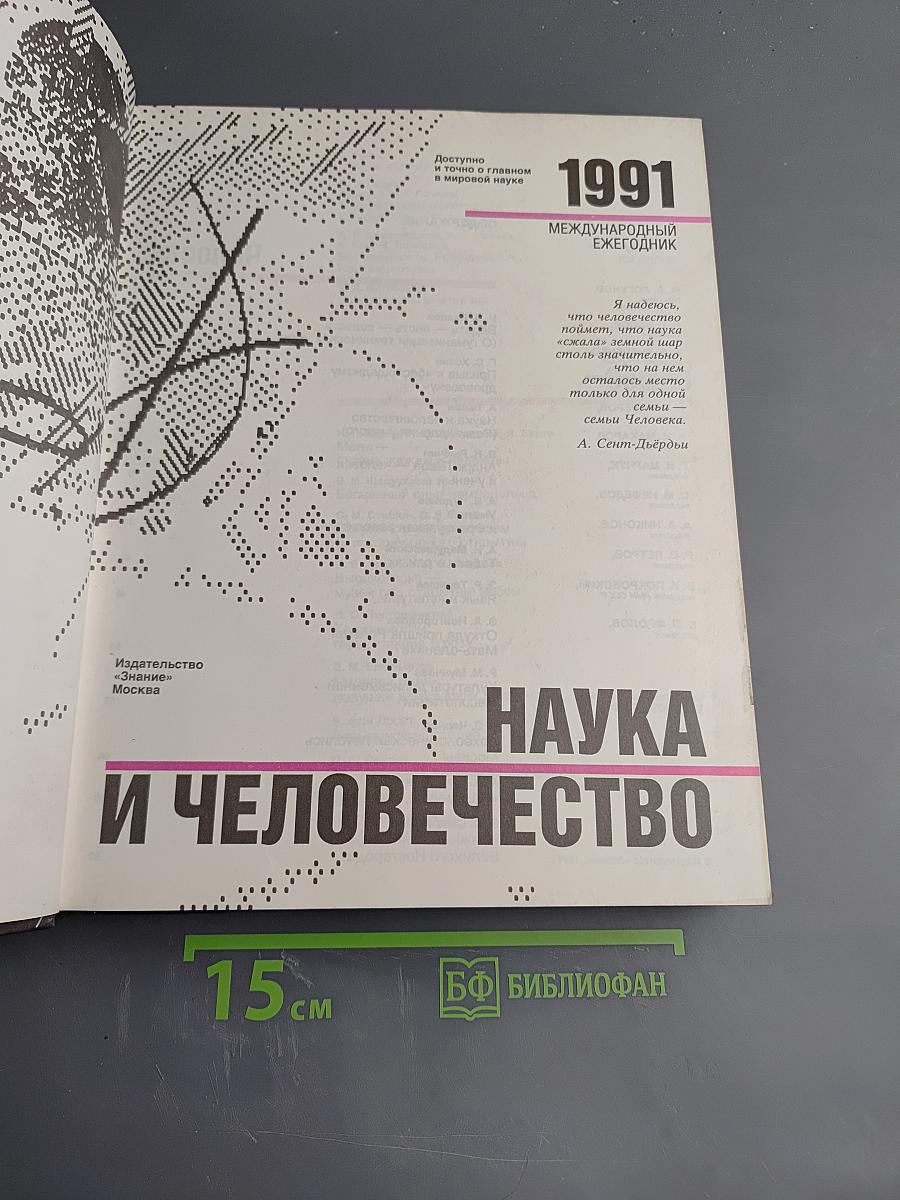 Доступно
и точно о главном
в мировой науке
1991
МЕЖДУНАРОДНЫЙ
ЕЖЕГОДНИК
Я надеюсь,
что человечество
поймет, что наука
«сжала» земной шар
столь значительно,
что на нем
осталось место
только для одной
семьи —
семьи Человека.
А. Сент-Дьёрдьи
Издательство
«Знание»
Москва
НАУКА
И ЧЕЛОВЕЧЕСТВО
15 см
БФ БИБЛИОФАН